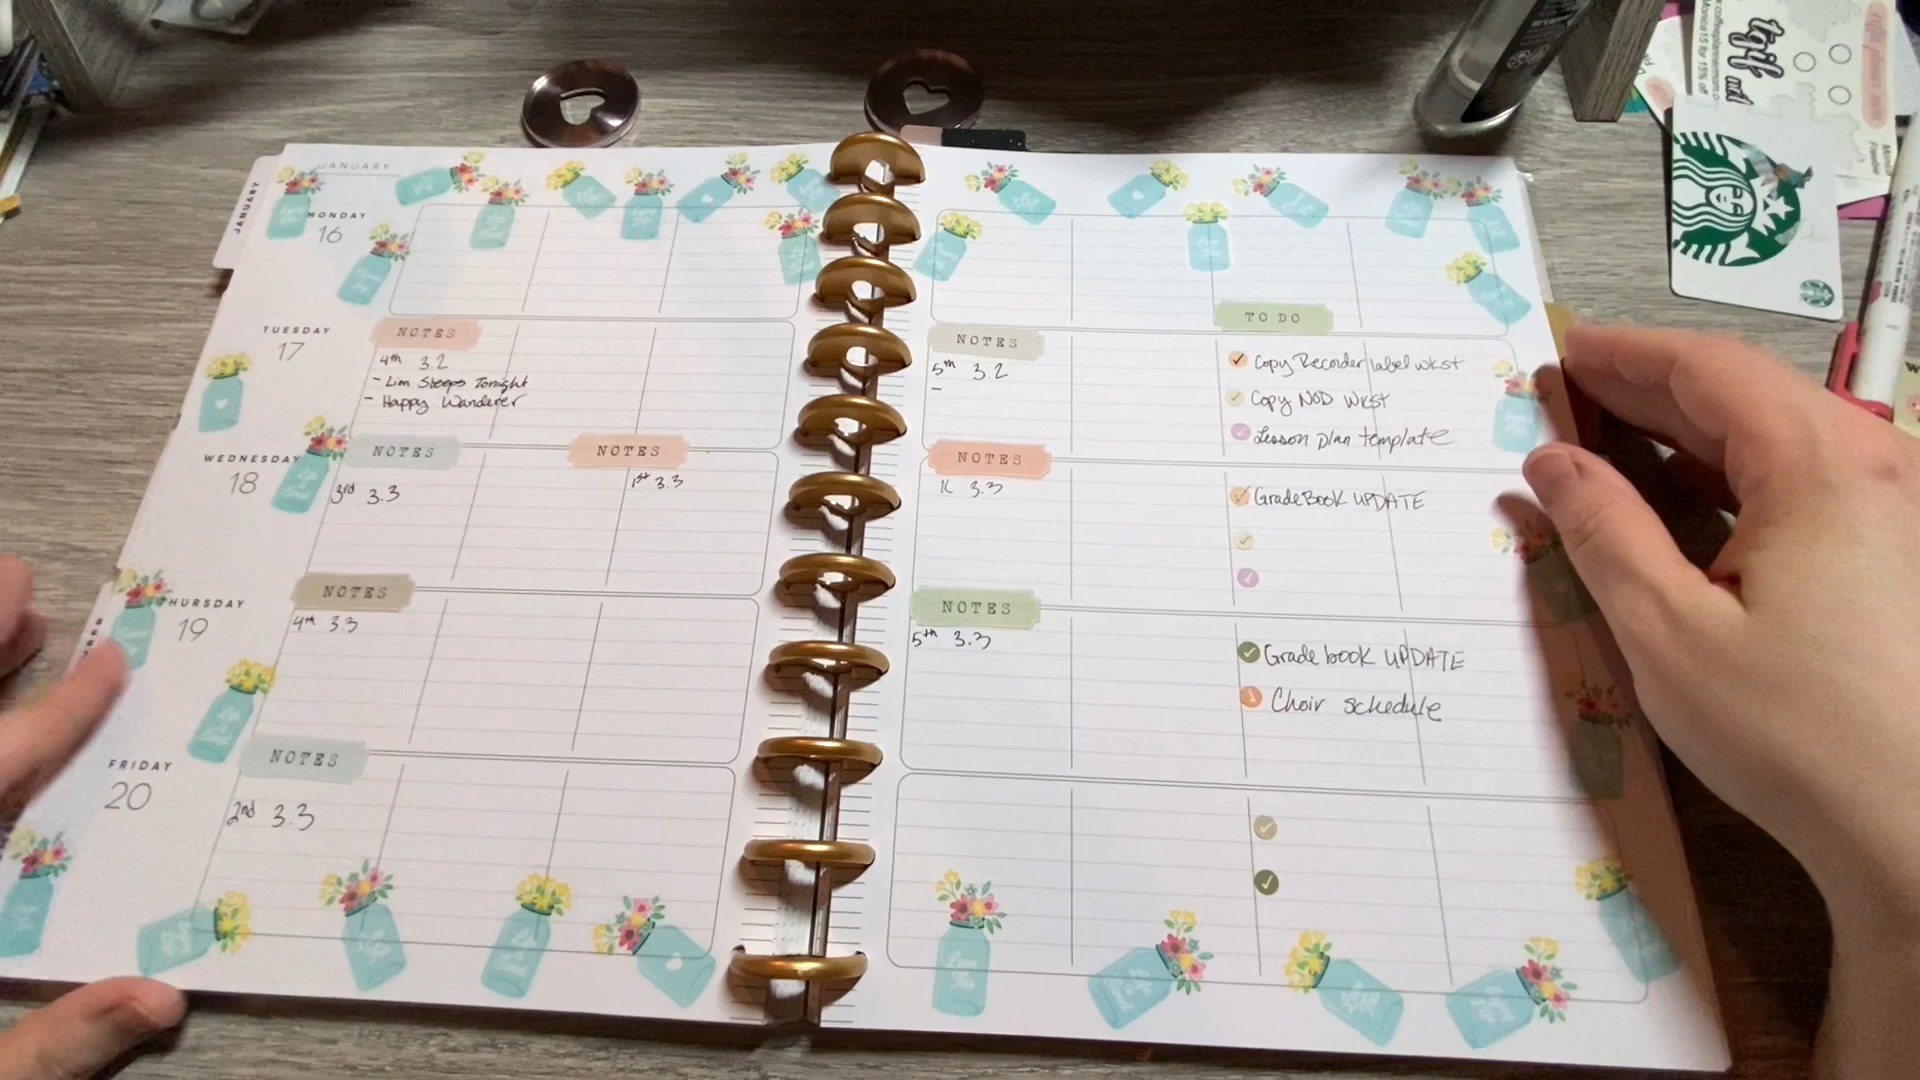 JANUARY
JANUARY
MONDAY
16
TUESDAY
17
NOTES
4th 3.2
- Lion Sleeps Tonight
- Happy Wanderer
NOTES
5th 3.2
-
TO DO
Copy Recorder label wkst
Copy NOD wkst
Lesson plan template
WEDNESDAY
18
NOTES
3rd 3.3
NOTES
1st 3.3
NOTES
K 3.3
GradeBook UPDATE
THURSDAY
19
NOTES
4th 3.3
NOTES
5th 3.3
Grade book UPDATE
Choir schedule
FRIDAY
20
NOTES
2nd 3.3
tgif